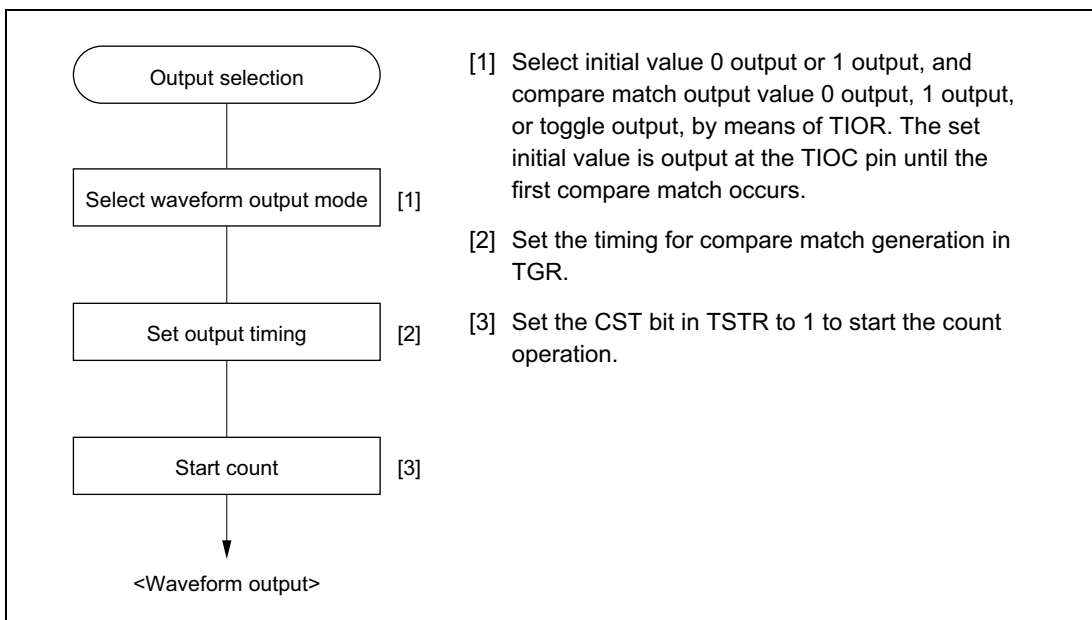 Output selection
Select waveform output mode [1]
Set output timing [2]
Start count [3]
<Waveform output>
[1] Select initial value 0 output or 1 output, and
compare match output value 0 output, 1 output,
or toggle output, by means of TIOR. The set
initial value is output at the TIOC pin until the
first compare match occurs.
[2] Set the timing for compare match generation in
TGR.
[3] Set the CST bit in TSTR to 1 to start the count
operation.